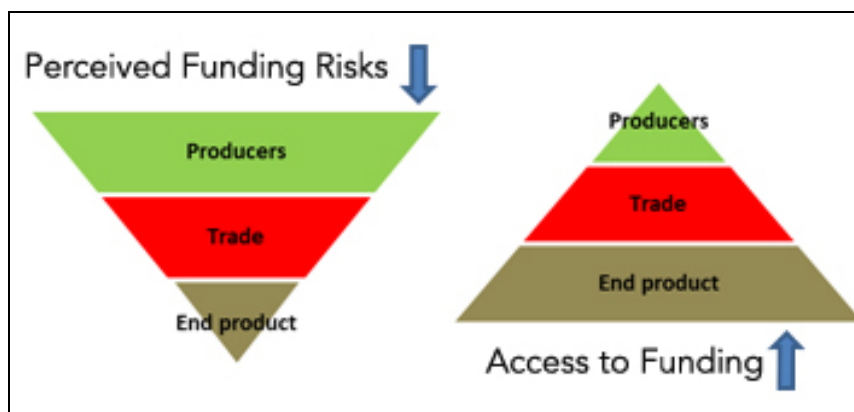 Perceived Funding Risks
Producers
Trade
End product
Producers
Trade
End product
Access to Funding